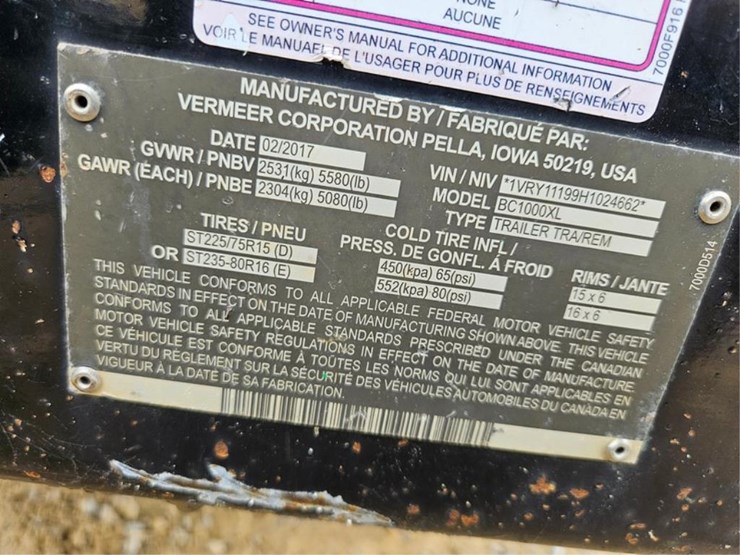 NONE
AUCUNE
SEE OWNER'S MANUAL FOR ADDITIONAL INFORMATION
VOIR LE MANUAEL DE L'USAGER POUR PLUS DE RENSEIGNEMENTS
7000F916
MANUFACTURED BY / FABRIQUÉ PAR:
VERMEER CORPORATION PELLA, IOWA 50219, USA
DATE 02/2017
GVWR / PNBV 2531(kg) 5580(lb)
GAWR (ÉACH) / PNBE 2304(kg) 5080(lb)
VIN / NIV *1VRY11199H1024662*
MODEL BC1000XL
TYPE TRAILER TRA/REM
TIRES / PNEU
ST225/75R15 (D)
OR ST235-80R16 (E)
COLD TIRE INFL /
PRESS. DE GONFL. Á FROID
450(kpa) 65(psi)
552(kpa) 80(psi)
RIMS / JANTE
15 x 6
16 x 6
7000D514
THIS VEHICLE CONFORMS TO ALL APPLICABLE FEDERAL MOTOR VEHICLE SAFETY
STANDARDS IN EFFECT ON THE DATE OF MANUFACTURING SHOWN ABOVE. THIS VEHICLE
CONFORMS TO ALL APPLICABLE STANDARDS PRESCRIBED UNDER THE CANADIAN
MOTOR VEHICLE SAFETY REGULATIONS IN EFFECT ON THE DATE OF MANUFACTURE.
CE VÉHICULE EST CONFORME À TOUTES LES NORMS QUI LUI SONT APPLICABLES EN
VERTU DU RÉGLEMENT SUR LA SÉCURITÉ DES VÉHICULES AUTOMOBILES DU CANADA EN
VIGUEUR À LA DATE DE SA FABRICATION.